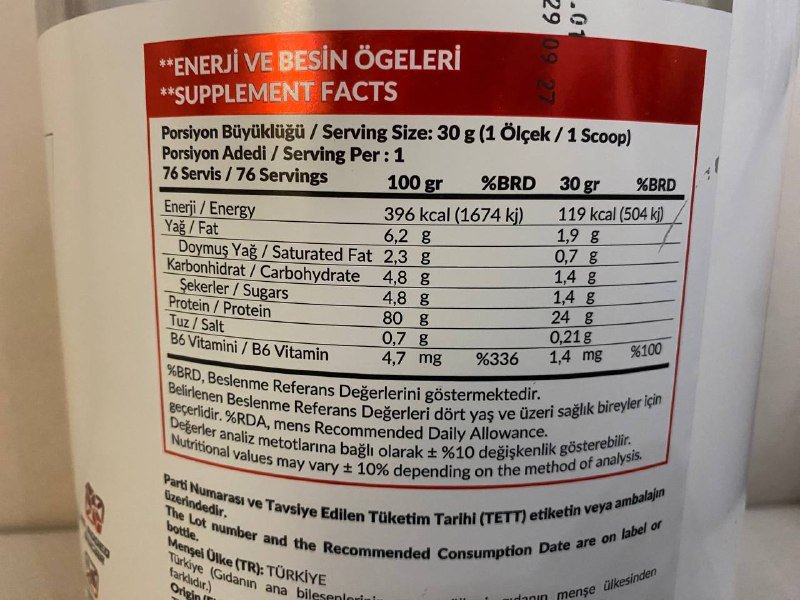 .01
29 09 27
**ENERJİ VE BESİN ÖGELERİ
**SUPPLEMENT FACTS
Porsiyon Büyüklüğü / Serving Size: 30 g (1 Ölçek / 1 Scoop)
Porsiyon Adedi / Serving Per : 1
76 Servis / 76 Servings 100 gr %BRD 30 gr %BRD
Enerji / Energy 396 kcal (1674 kj) 119 kcal (504 kj)
Yağ / Fat 6,2 g 1,9 g
Doymuş Yağ / Saturated Fat 2,3 g 0,7 g
Karbonhidrat / Carbohydrate 4,8 g 1,4 g
Şekerler / Sugars 4,8 g 1,4 g
Protein / Protein 80 g 24 g
Tuz / Salt 0,7 g 0,21 g
B6 Vitamini / B6 Vitamin 4,7 mg %336 1,4 mg %100
%BRD, Beslenme Referans Değerlerini göstermektedir.
Belirlenen Beslenme Referans Değerleri dört yaş ve üzeri sağlık bireyler için
geçerlidir. %RDA, mens Recommended Daily Allowance.
Değerler analiz metotlarına bağlı olarak ± %10 değişkenlik gösterebilir.
Nutritional values may vary ± 10% depending on the method of analysis.
Parti Numarası ve Tavsiye Edilen Tüketim Tarihi (TETT) etiketin veya ambalajın
üzerindedir.
The Lot number and the Recommended Consumption Date are on label or
bottle.
Menşei Ülke (TR): TÜRKİYE
Türkiye (Gıdanın ana menşe ülkesinden
farklıdır.)
Origin